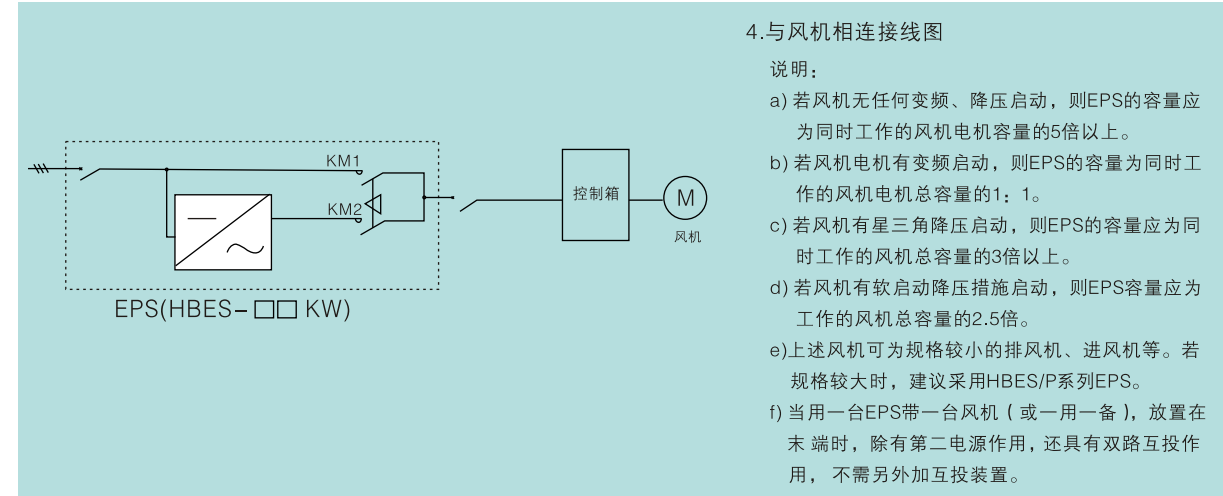 4.与风机相连接线图
说明：
a) 若风机无任何变频、降压启动，则EPS的容量应
为同时工作的风机电机容量的5倍以上。
b) 若风机电机有变频启动，则EPS的容量为同时工
作的风机电机总容量的1：1。
c) 若风机有星三角降压启动，则EPS的容量应为同
时工作的风机总容量的3倍以上。
d) 若风机有软启动降压措施启动，则EPS容量应为
工作的风机总容量的2.5倍。
e)上述风机可为规格较小的排风机、进风机等。若
规格较大时，建议采用HBES/P系列EPS。
f) 当用一台EPS带一台风机（或一用一备），放置在
末 端时，除有第二电源作用，还具有双路互投作
用， 不需另外加互投装置。
KM1
KM2
控制箱
M
风机
EPS(HBES－□□ KW)